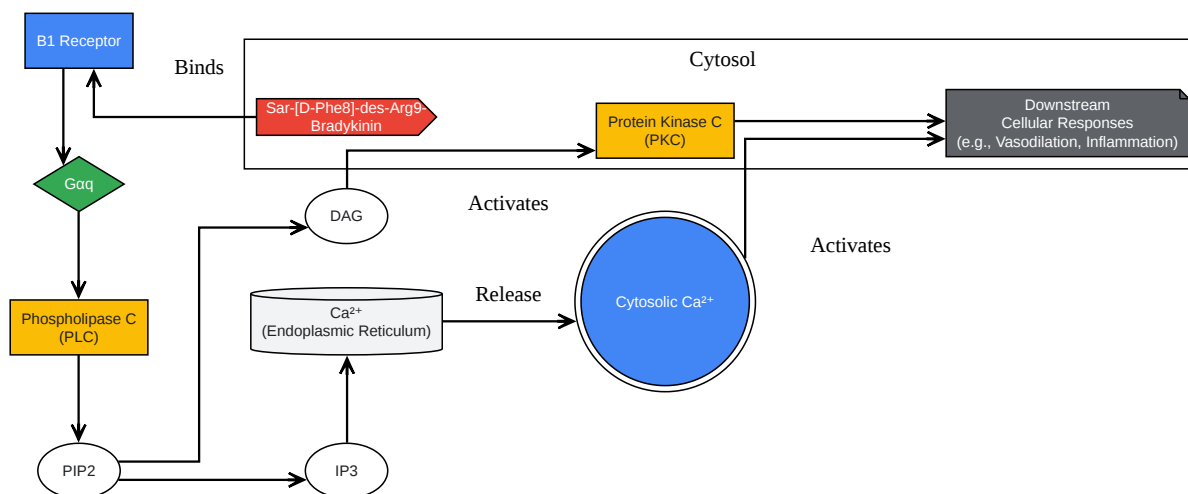 B1 Receptor
Binds
Cytosol
Sar-[D-Phe8]-des-Arg9-
Bradykinin
Protein Kinase C
(PKC)
Downstream
Cellular Responses
(e.g., Vasodilation, Inflammation)
Gαq
DAG
Activates
Activates
Phospholipase C
(PLC)
Ca²⁺
(Endoplasmic Reticulum)
Release
Cytosolic Ca²⁺
PIP2
IP3